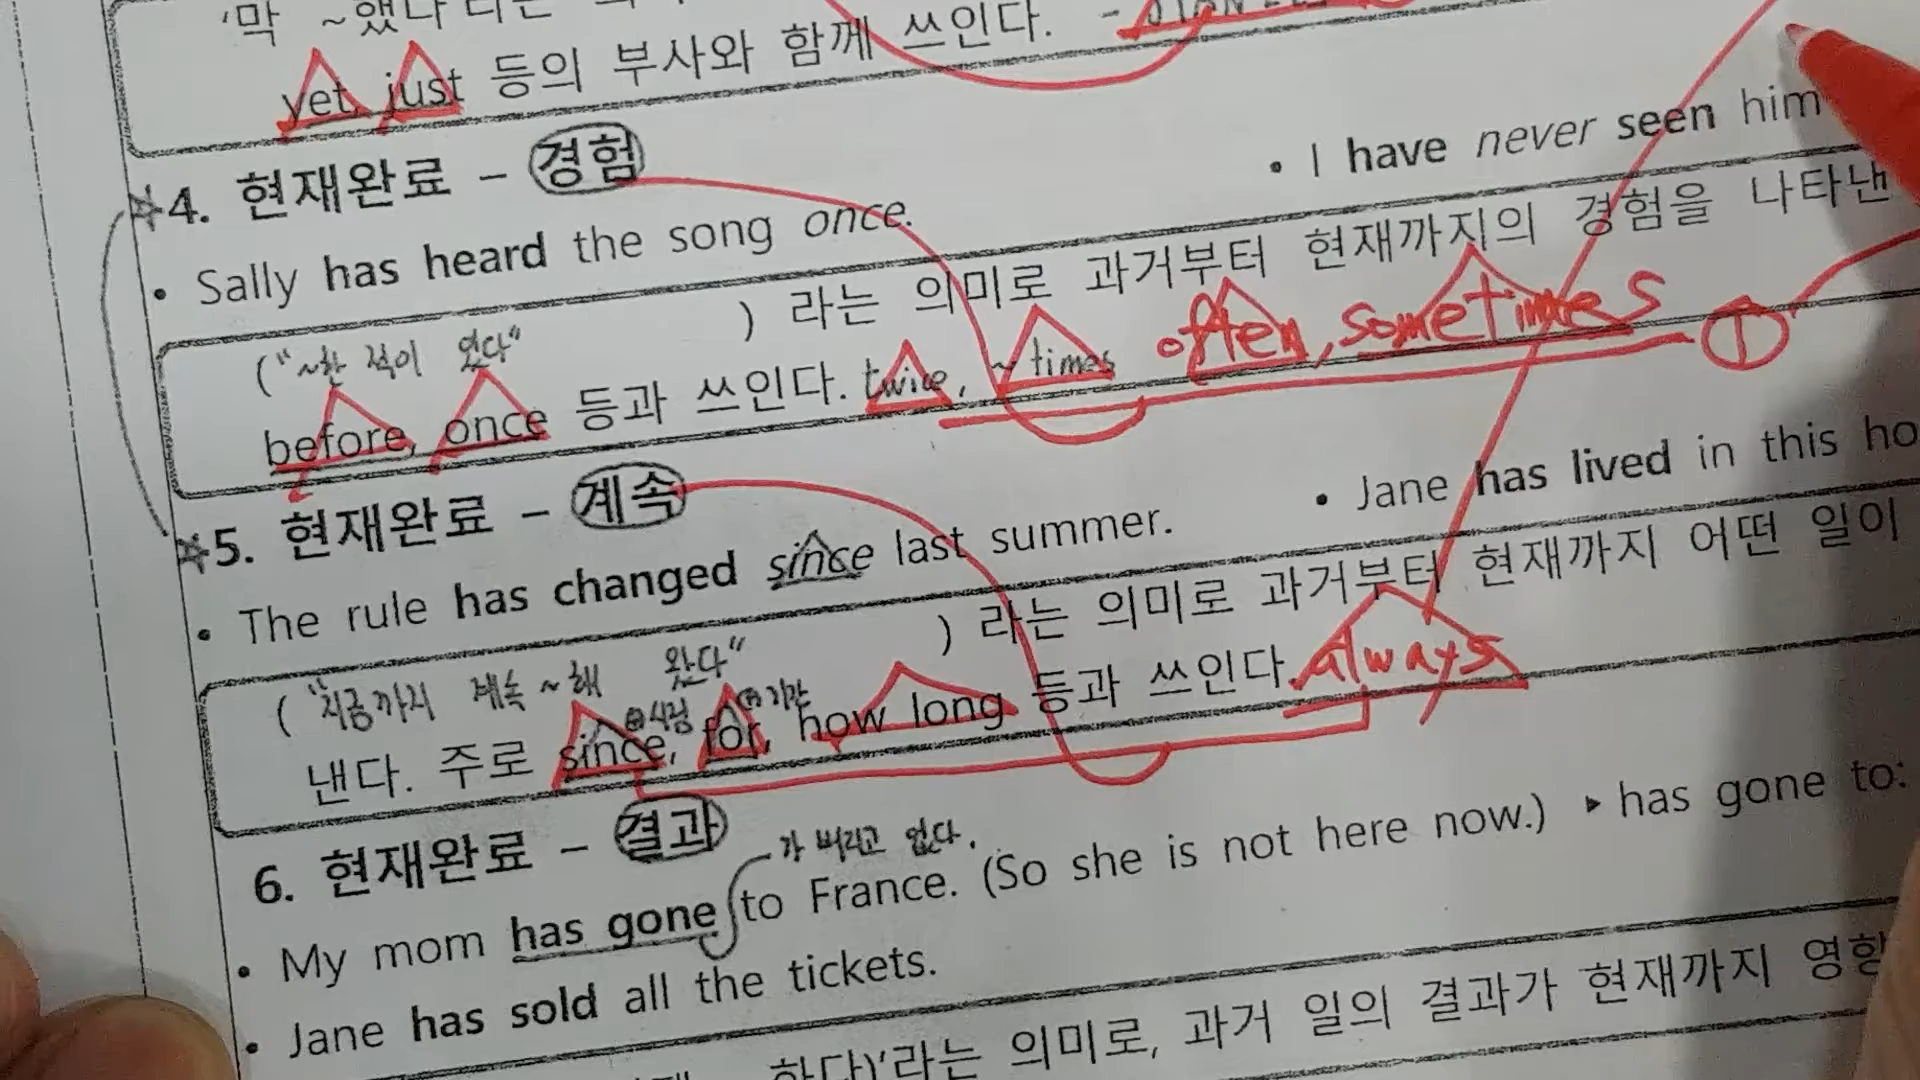 '막 ~했다
yet, just 등의 부사와 함께 쓰인다.
☆4. 현재완료 – 경험
• Sally has heard the song once.
• I have never seen him
("~한 적이 있다") 라는 의미로 과거부터 현재까지의 경험을 나타낸
before, once 등과 쓰인다. twice, ~ times often, sometimes ①
☆5. 현재완료 – 계속
• The rule has changed since last summer.
• Jane has lived in this ho
("지금까지 계속 ~해 왔다") 라는 의미로 과거부터 현재까지 어떤 일이
⊕시점 ⊕기간
낸다. 주로 since, for, how long 등과 쓰인다. always
6. 현재완료 – 결과
가 버리고 없다.
• My mom has gone to France. (So she is not here now.) ▸ has gone to:
• Jane has sold all the tickets.
하다)'라는 의미로, 과거 일의 결과가 현재까지 영향